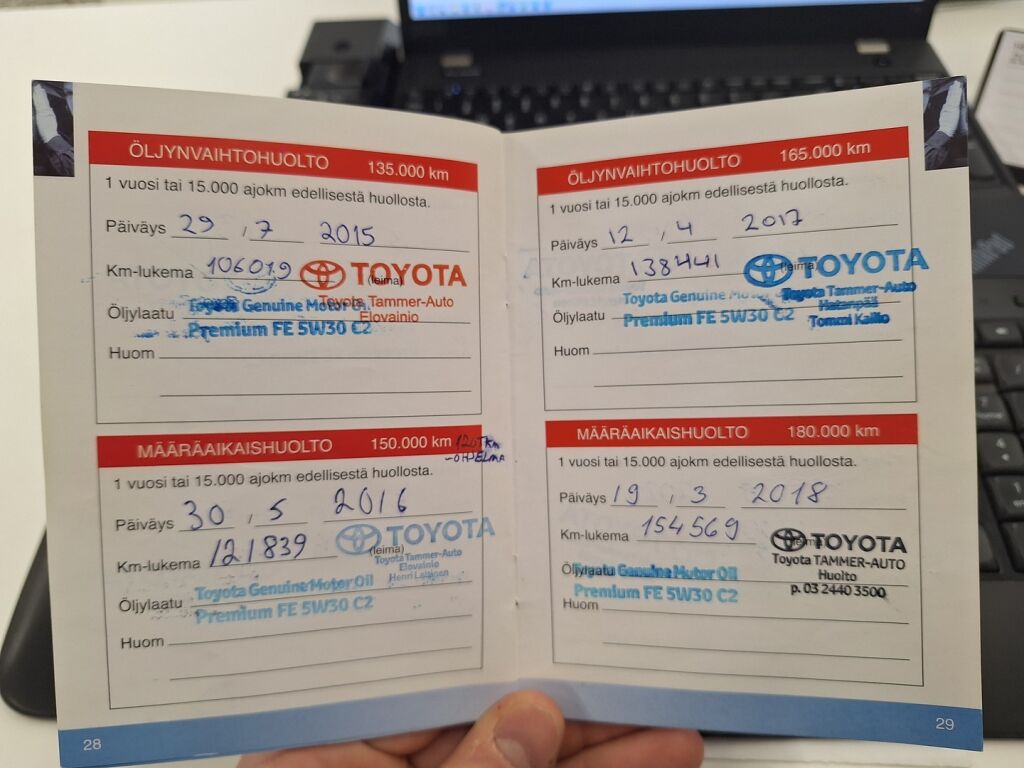 ÖLJYNVAIHTOHUOLTO 135.000 km
1 vuosi tai 15.000 ajokm edellisestä huollosta.
Päiväys 29 , 7 2015
Km-lukema 106019
(leima)
TOYOTA
Toyota Tammer-Auto
Elovainio
Öljylaatu Toyota Genuine Motor Oil
Premium FE 5W30 C2
Huom
MÄÄRÄAIKAISHUOLTO 150.000 km 120TKM
-OHJELMA
1 vuosi tai 15.000 ajokm edellisestä huollosta.
Päiväys 30 , 5 2016
Km-lukema 121839
(leima)
TOYOTA
Toyota Tammer-Auto
Elovainio
Henri
Öljylaatu Toyota Genuine Motor Oil
Premium FE 5W30 C2
Huom
28
ÖLJYNVAIHTOHUOLTO 165.000 km
1 vuosi tai 15.000 ajokm edellisestä huollosta.
Päiväys 12 , 4 2017
Km-lukema 138441
(leima)
TOYOTA
Toyota Tammer-Auto
Hatanpää
Tommi Kallio
Öljylaatu Toyota Genuine Motor Oil
Premium FE 5W30 C2
Huom
MÄÄRÄAIKAISHUOLTO 180.000 km
1 vuosi tai 15.000 ajokm edellisestä huollosta.
Päiväys 19 , 3 2018
Km-lukema 154569
(leima)
TOYOTA
Toyota TAMMER-AUTO
Huolto
p. 03 2440 3500
Öljylaatu Toyota Genuine Motor Oil
Premium FE 5W30 C2
Huom
29